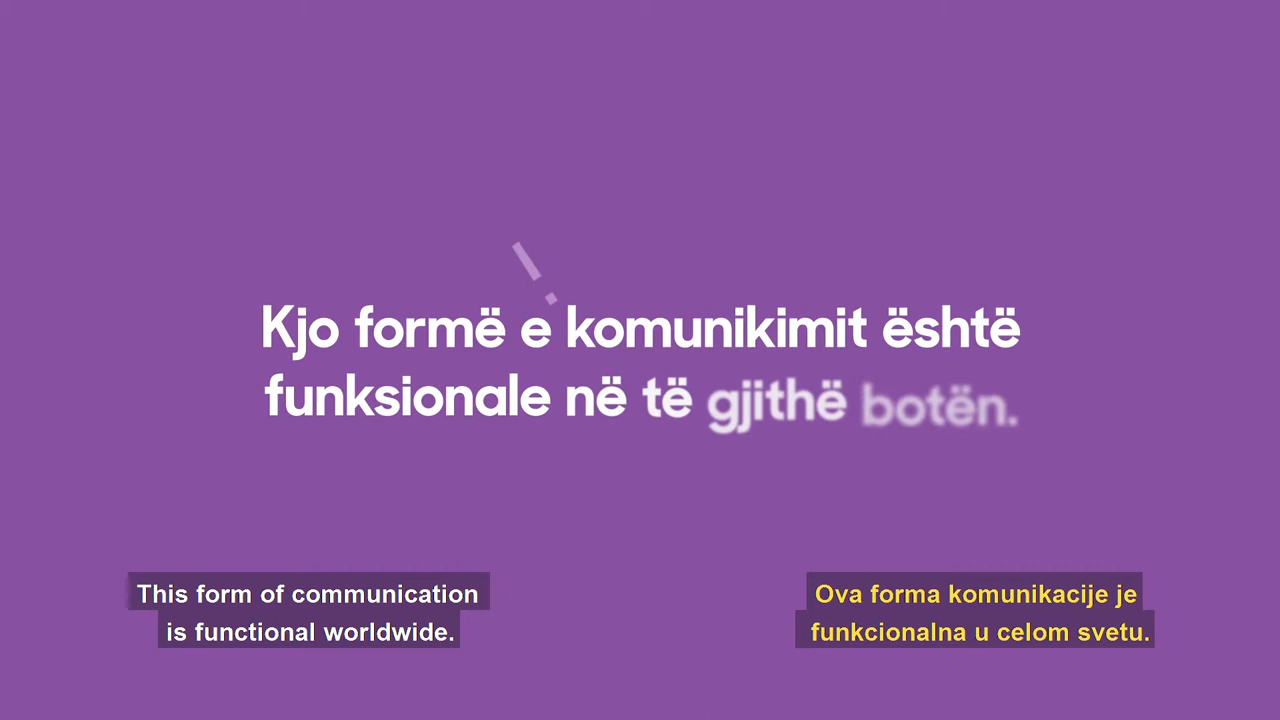 !
Kjo formë e komunikimit është
funksionale në të gjithë botën.
This form of communication
is functional worldwide.
Ova forma komunikacije je
funkcionalna u celom svetu.